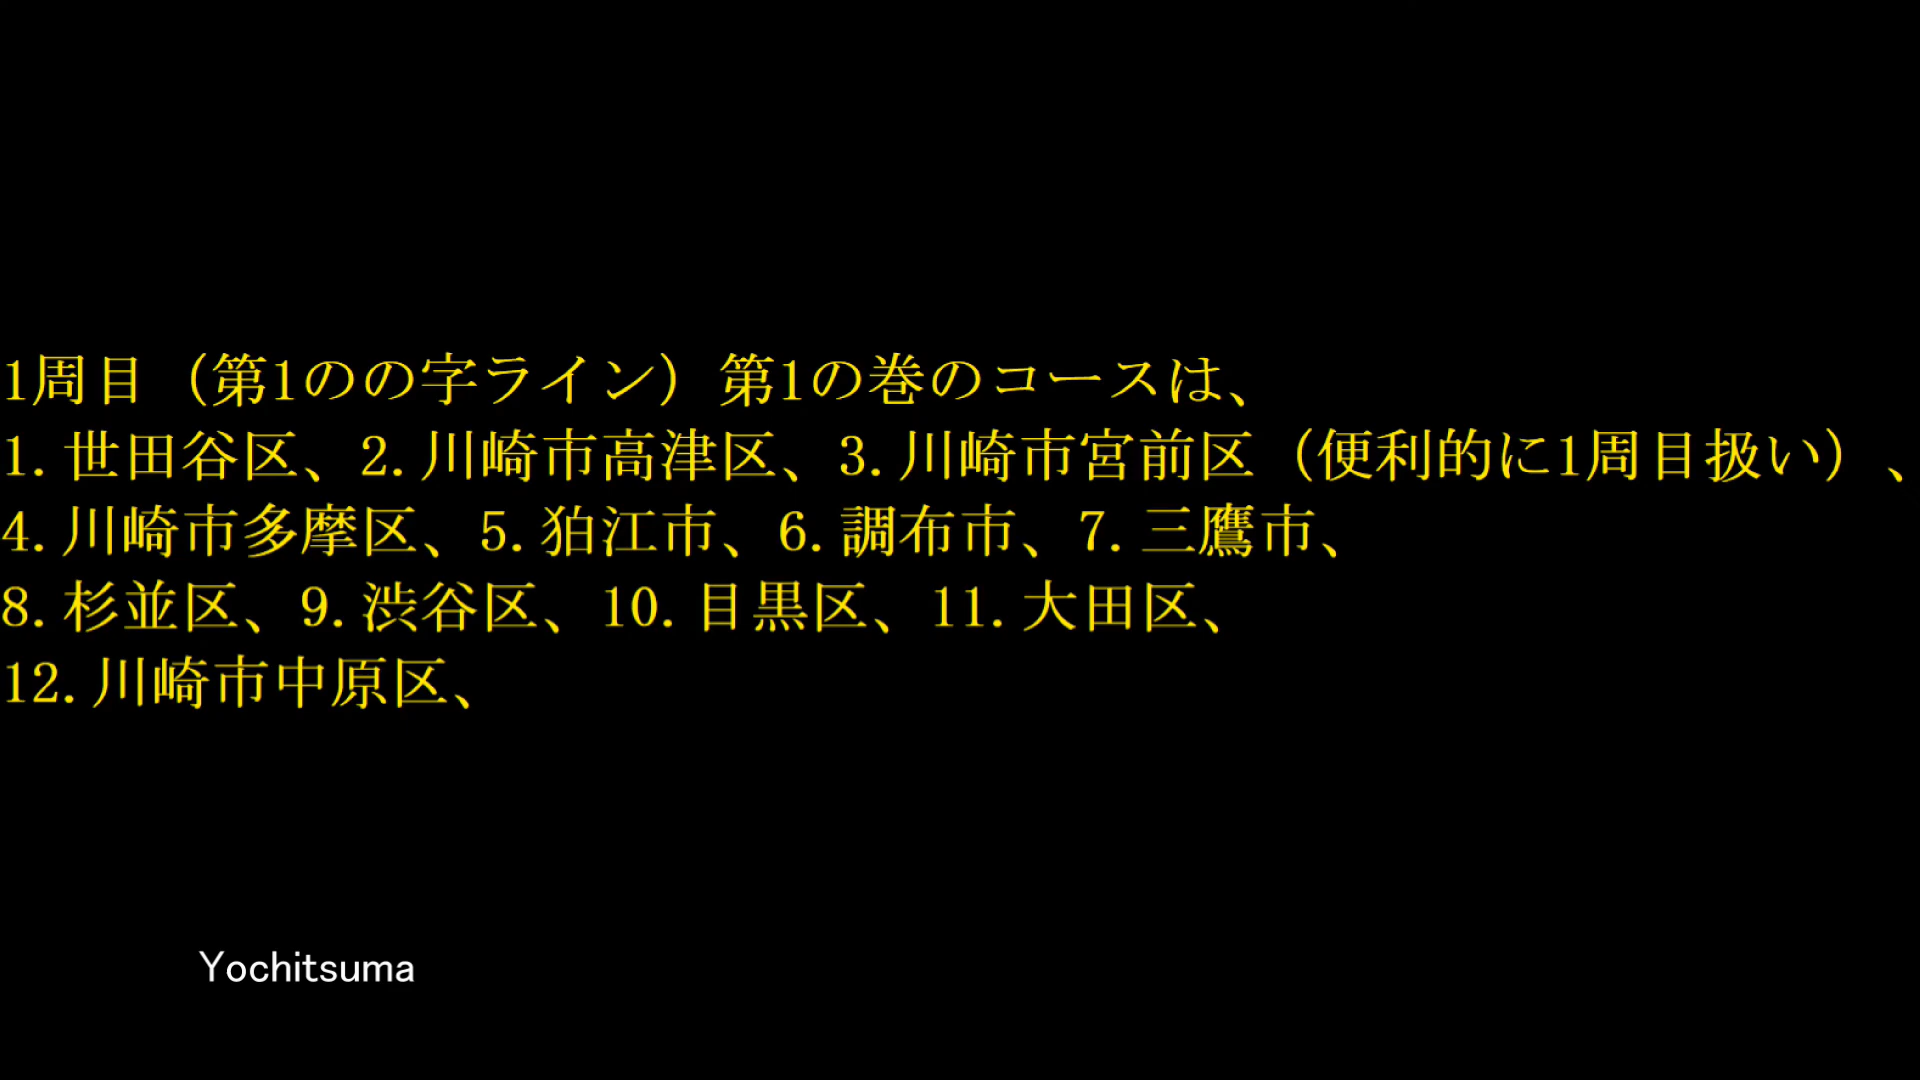 1周目（第1のの字ライン）第1の巻のコースは、
1.世田谷区、2.川崎市高津区、3.川崎市宮前区（便利的に1周目扱い）、
4.川崎市多摩区、5.狛江市、6.調布市、7.三鷹市、
8.杉並区、9.渋谷区、10.目黒区、11.大田区、
12.川崎市中原区、
Yochitsuma